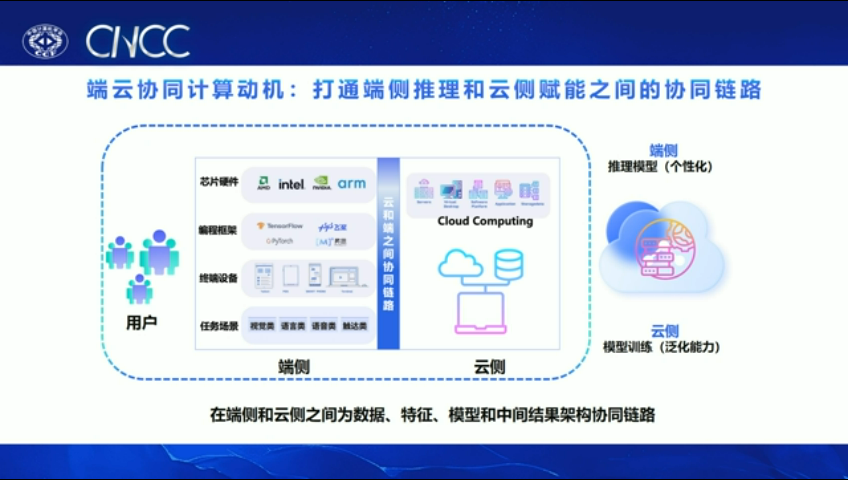 CNCC
端云协同计算动机：打通端侧推理和云侧赋能之间的协同链路
芯片硬件
AMD
intel.
NVIDIA.
arm
编程框架
TensorFlow
飞桨
PyTorch
[M]s
终端设备
任务场景
视觉类 语言类 语音类 触达类
用户
端侧
云和端之间协同链路
Servers
Virtual Desktop
Software Platform
Applications
Cloud Computing
云侧
端侧
推理模型（个性化）
云侧
模型训练（泛化能力）
在端侧和云侧之间为数据、特征、模型和中间结果架构协同链路